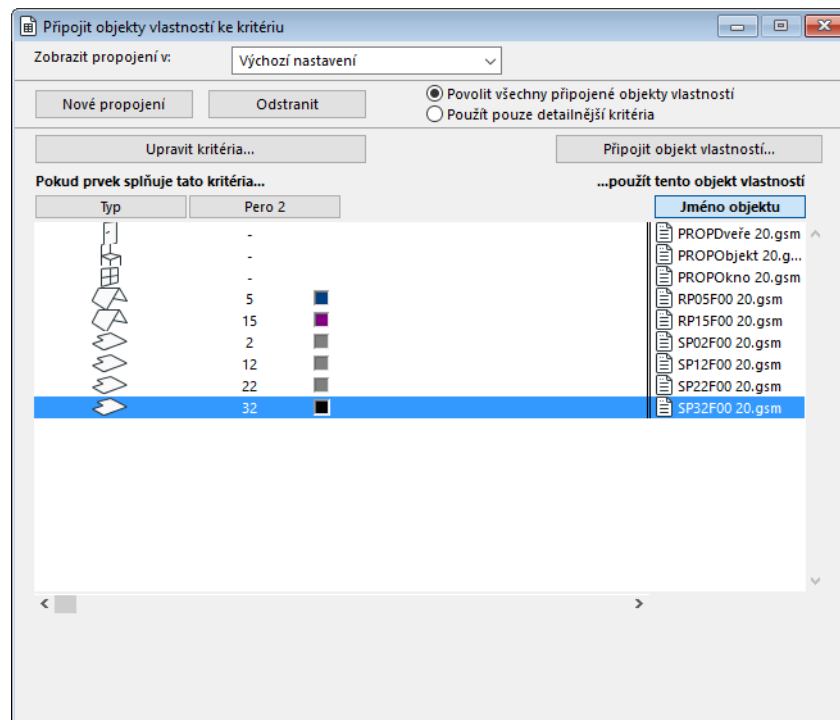 Připojit objekty vlastností ke kritériu
Zobrazit propojení v:
Výchozí nastavení
Nové propojení
Odstranit
Povolit všechny připojené objekty vlastností
Použít pouze detailnější kritéria
Upravit kritéria...
Připojit objekt vlastností...
Pokud prvek splňuje tato kritéria...
...použít tento objekt vlastností
Typ Pero 2 Jméno objektu
- PROPDveře 20.gsm
- PROPObjekt 20.g...
- PROPOkno 20.gsm
5 RP05F00 20.gsm
15 RP15F00 20.gsm
2 SP02F00 20.gsm
12 SP12F00 20.gsm
22 SP22F00 20.gsm
32 SP32F00 20.gsm